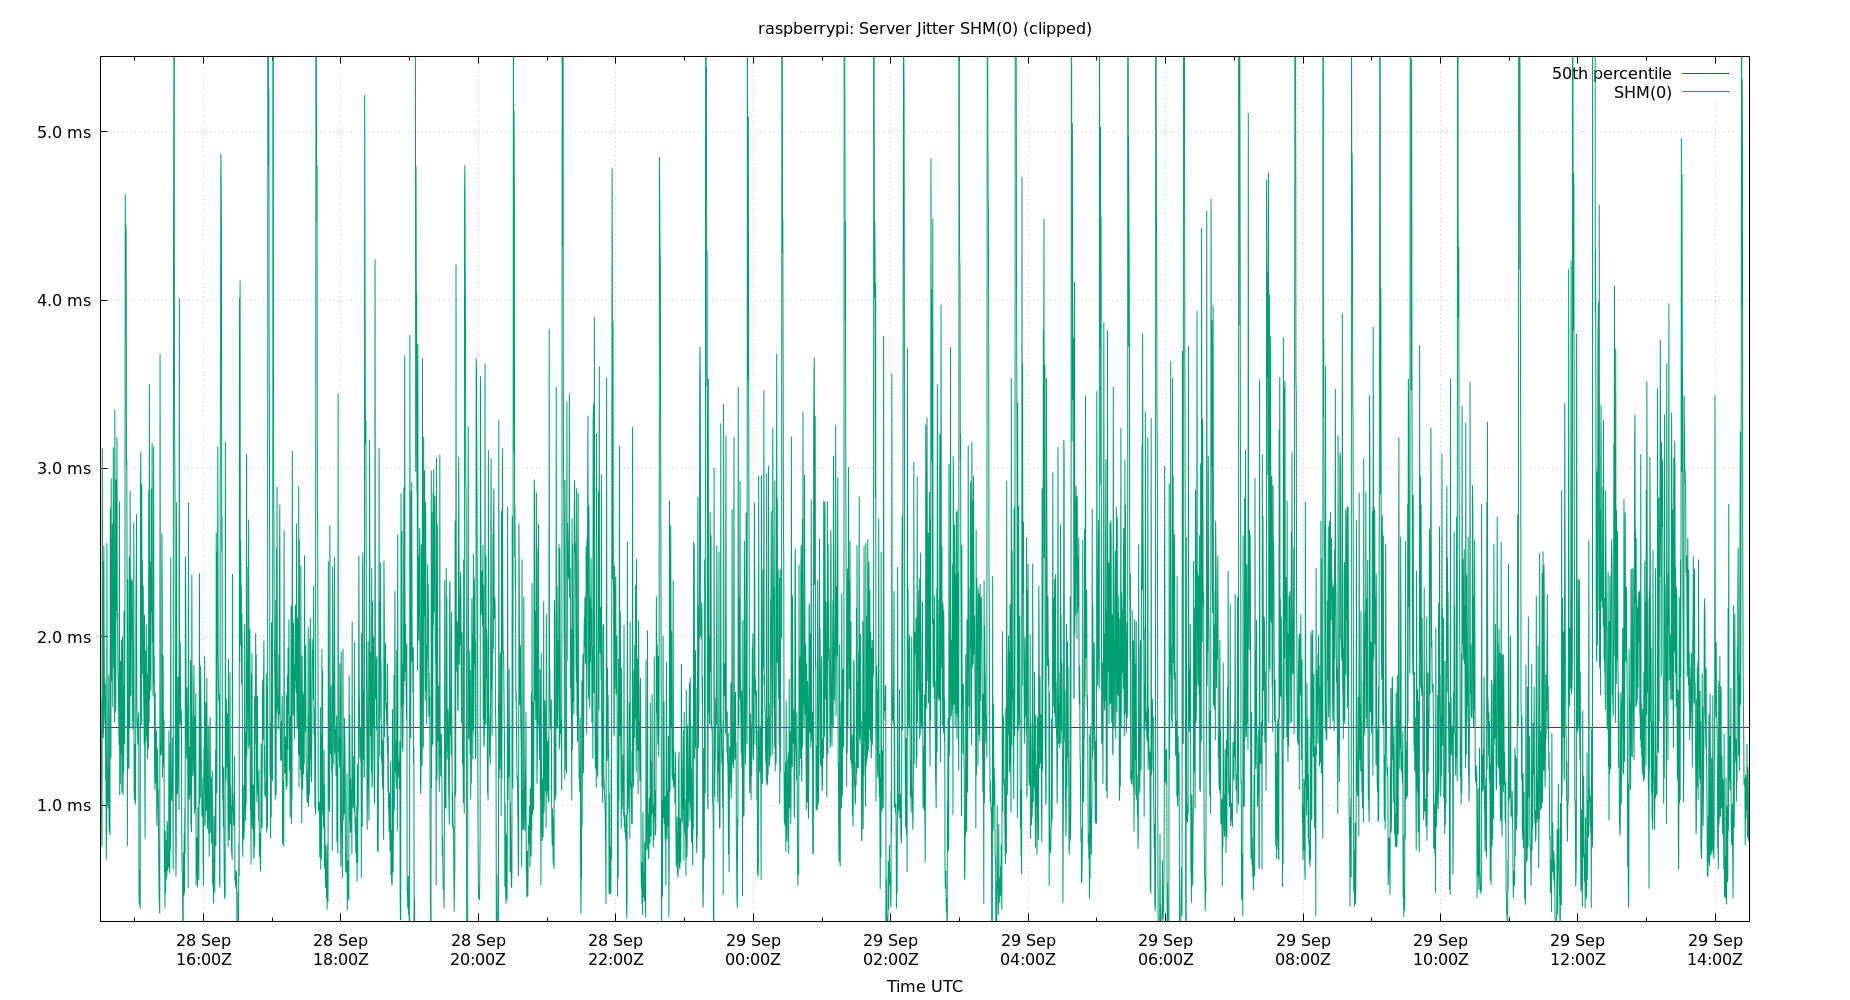 raspberrypi: Server Jitter SHM(0) (clipped)
50th percentile
SHM(0)
5.0 ms
4.0 ms
3.0 ms
2.0 ms
1.0 ms
28 Sep 28 Sep 28 Sep 28 Sep 29 Sep 29 Sep 29 Sep 29 Sep 29 Sep 29 Sep 29 Sep 29 Sep
16:00Z 18:00Z 20:00Z 22:00Z 00:00Z 02:00Z 04:00Z 06:00Z 08:00Z 10:00Z 12:00Z 14:00Z
Time UTC